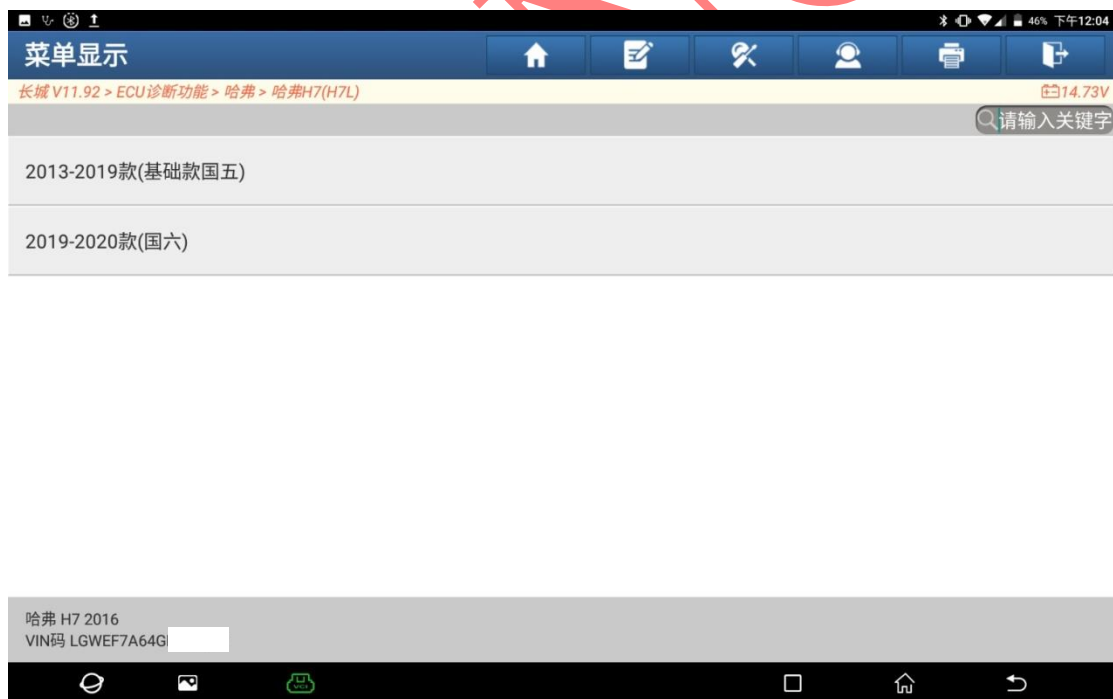 46% 下午12:04
菜单显示
长城 V11.92 > ECU诊断功能 > 哈弗 > 哈弗H7(H7L)
14.73V
请输入关键字
2013-2019款(基础款国五)
2019-2020款(国六)
哈弗 H7 2016
VIN码 LGWEF7A64G
VCI